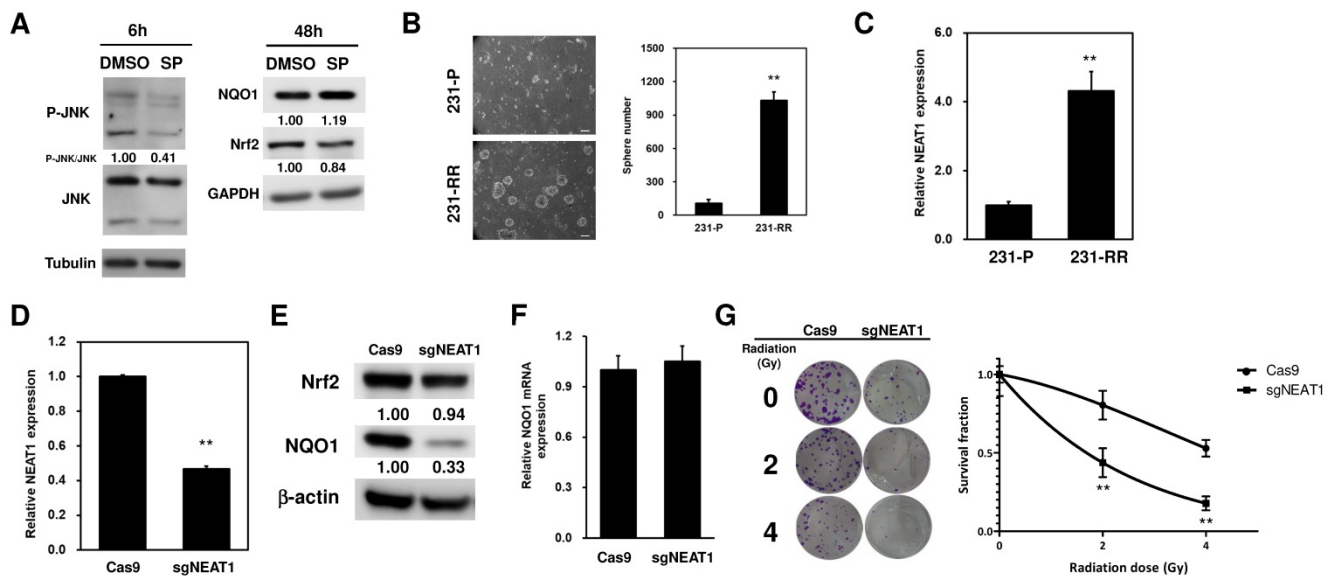 A
6h
48h
DMSO SP
P-JNK
P-JNK/JNK 1.00 0.41
JNK
Tubulin
DMSO SP
NQO1
1.00 1.19
Nrf2
1.00 0.84
GAPDH
B
231-P
231-RR
Sphere number
1500
1200
900
600
300
0
**
231-P 231-RR
C
Relative NEAT1 expression
6.0
4.0
2.0
0.0
**
231-P 231-RR
D
Relative NEAT1 expression
1.2
1.0
0.8
0.6
0.4
0.2
0.0
**
Cas9 sgNEAT1
E
Cas9 sgNEAT1
Nrf2
1.00 0.94
NQO1
1.00 0.33
β-actin
F
Relative NQO1 mRNA
expression
1.2
0.9
0.6
0.3
0.0
Cas9 sgNEAT1
G
Cas9 sgNEAT1
Radiation
(Gy)
0
2
4
Survival fraction
1.0
0.5
0.0
**
**
0 2 4
Radiation dose (Gy)
Cas9
sgNEAT1